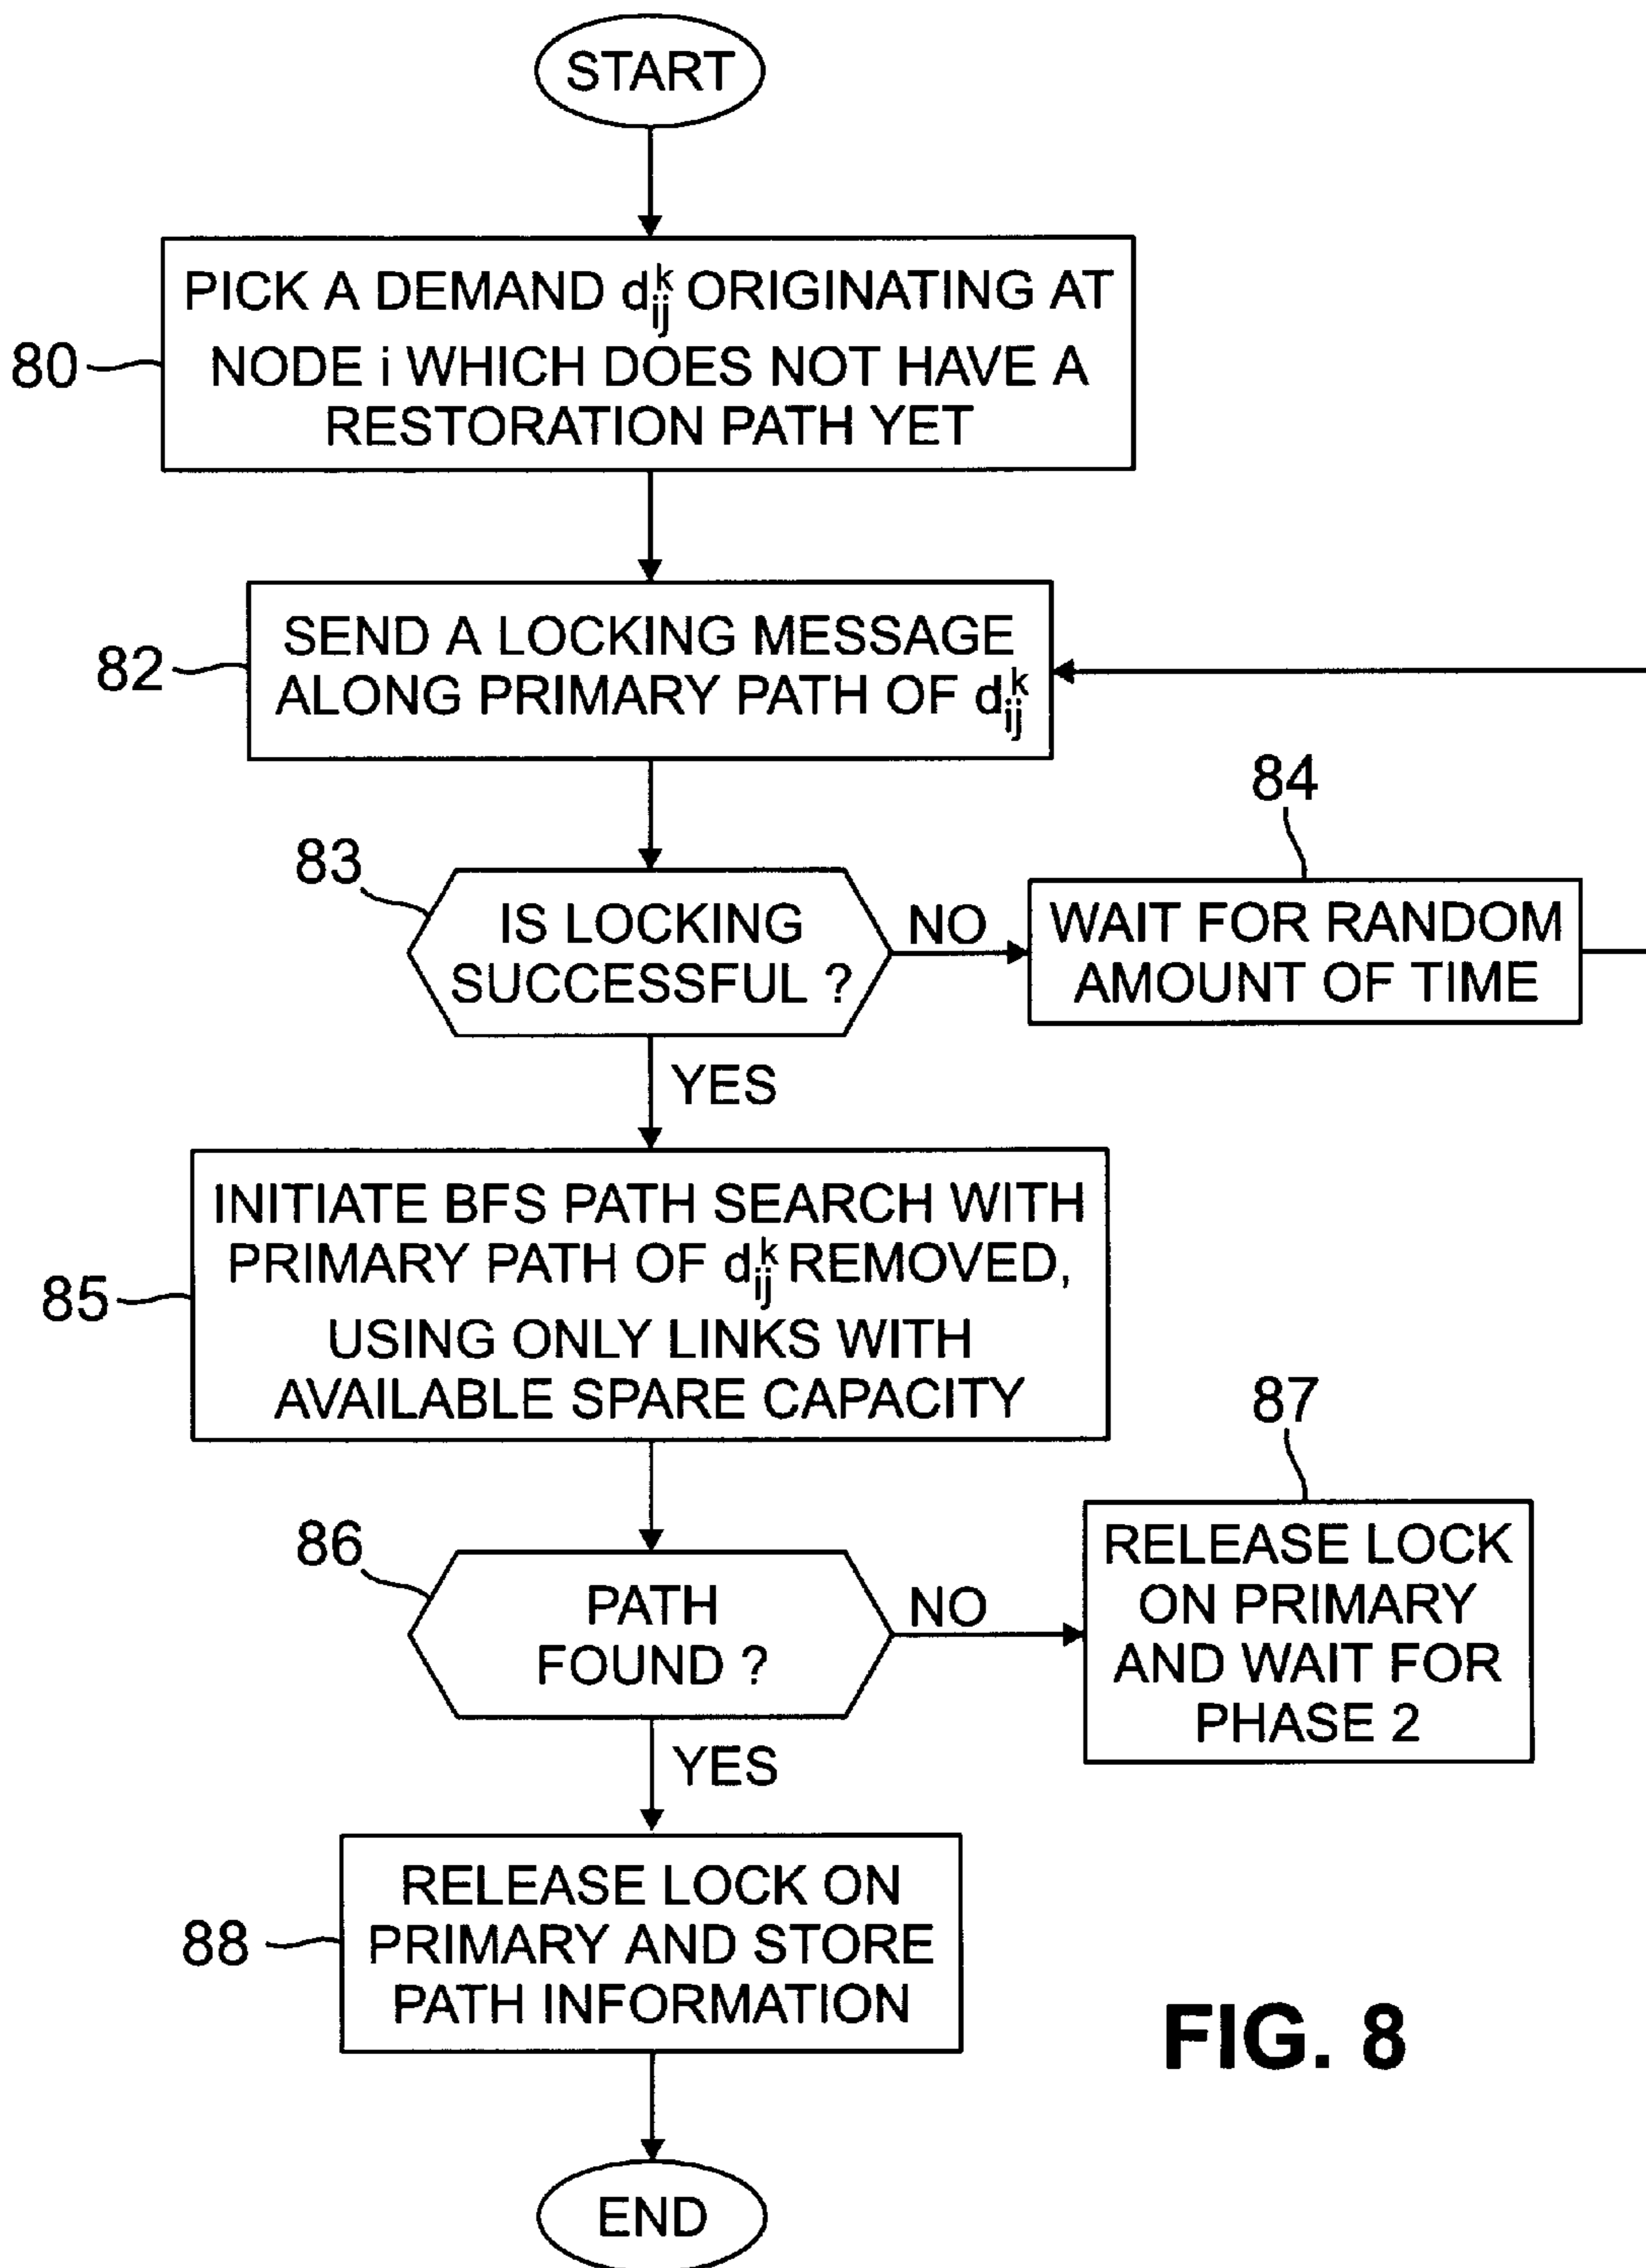 START
PICK A DEMAND d_{ij}^{k} ORIGINATING AT
NODE i WHICH DOES NOT HAVE A
RESTORATION PATH YET
80
SEND A LOCKING MESSAGE
ALONG PRIMARY PATH OF d_{ij}^{k}
82
83
IS LOCKING
SUCCESSFUL ?
NO
84
WAIT FOR RANDOM
AMOUNT OF TIME
YES
INITIATE BFS PATH SEARCH WITH
PRIMARY PATH OF d_{ij}^{k} REMOVED,
USING ONLY LINKS WITH
AVAILABLE SPARE CAPACITY
85
86
PATH
FOUND ?
NO
87
RELEASE LOCK
ON PRIMARY
AND WAIT FOR
PHASE 2
YES
RELEASE LOCK ON
PRIMARY AND STORE
PATH INFORMATION
88
END
FIG. 8